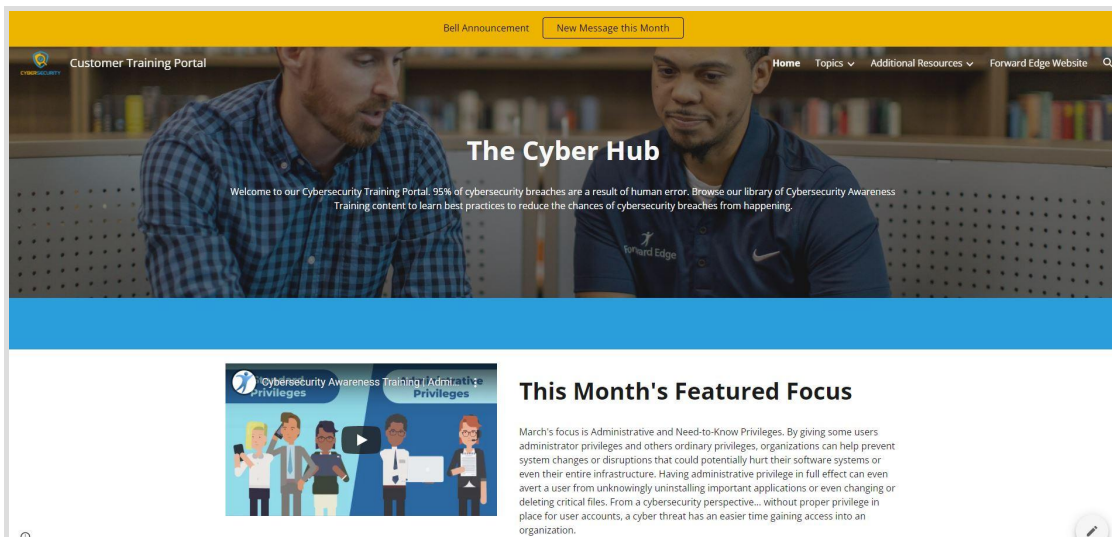 Bell Announcement New Message this Month
CYBERSECURITY Customer Training Portal Home Topics Additional Resources Forward Edge Website
The Cyber Hub
Welcome to our Cybersecurity Training Portal. 95% of cybersecurity breaches are a result of human error. Browse our library of Cybersecurity Awareness
Training content to learn best practices to reduce the chances of cybersecurity breaches from happening.
Forward Edge
Cybersecurity Awareness Training | Admi...
Standard Administrative
Privileges Privileges
This Month's Featured Focus
March's focus is Administrative and Need-to-Know Privileges. By giving some users
administrator privileges and others ordinary privileges, organizations can help prevent
system changes or disruptions that could potentially hurt their software systems or
even their entire infrastructure. Having administrative privilege in full effect can even
avert a user from unknowingly uninstalling important applications or even changing or
deleting critical files. From a cybersecurity perspective... without proper privilege in
place for user accounts, a cyber threat has an easier time gaining access into an
organization.